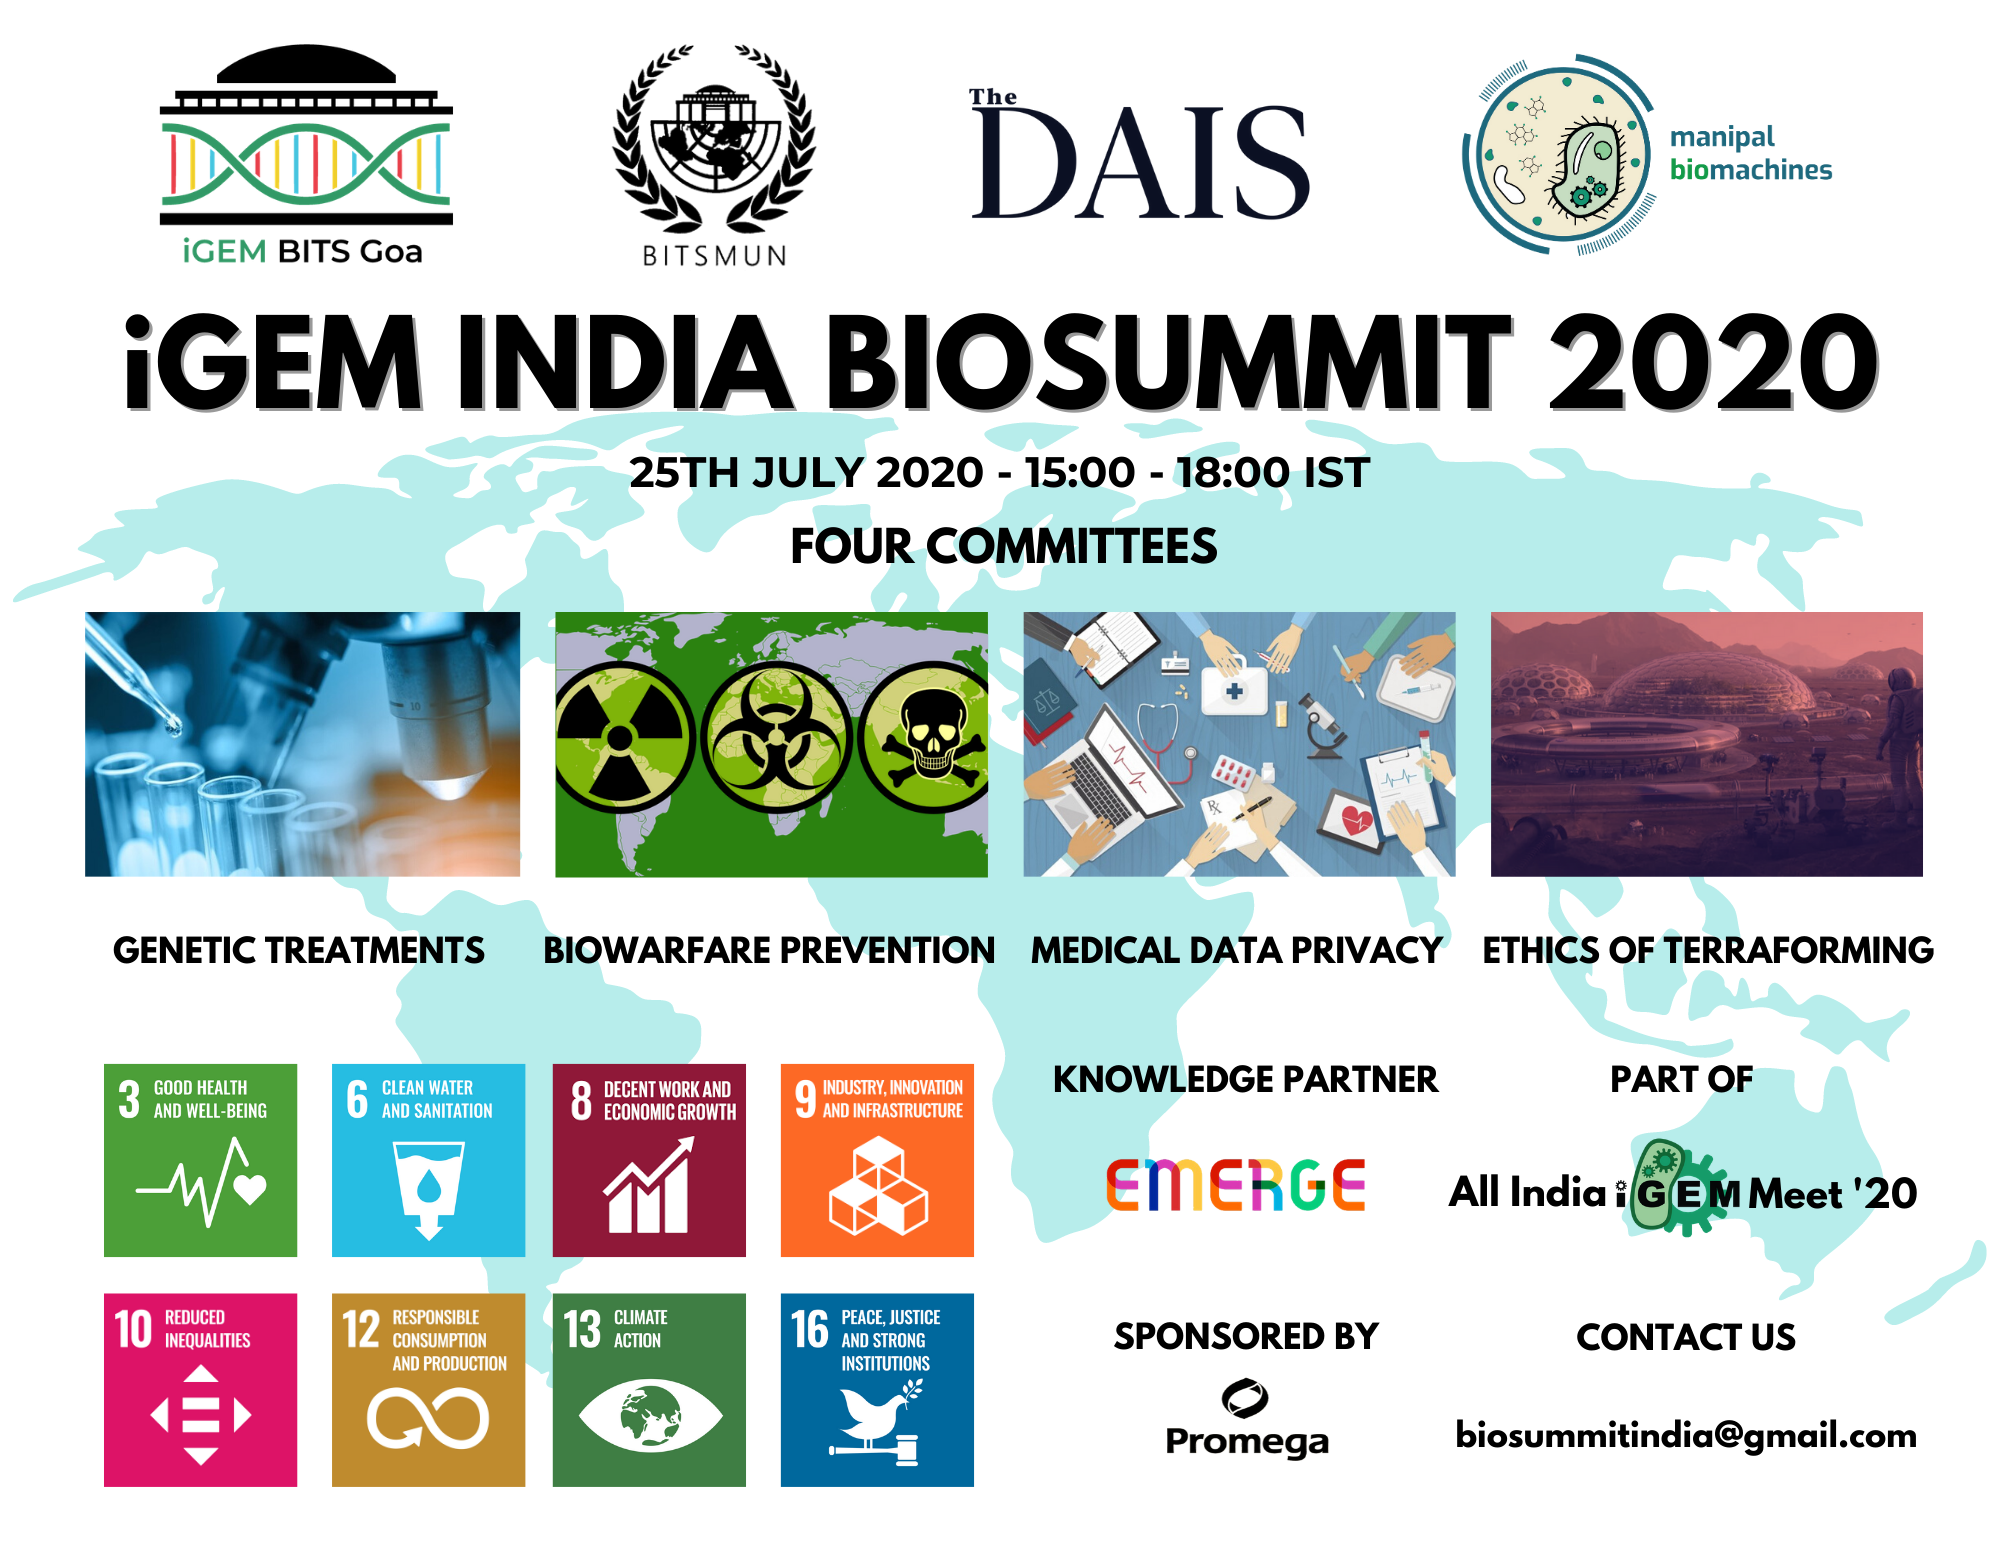 iGEM BITS Goa
BITSMUN
The
DAIS
manipal
biomachines
iGEM INDIA BIOSUMMIT 2020
25TH JULY 2020 - 15:00 - 18:00 IST
FOUR COMMITTEES
10
Rx
GENETIC TREATMENTS
BIOWARFARE PREVENTION
MEDICAL DATA PRIVACY
ETHICS OF TERRAFORMING
3 GOOD HEALTH
AND WELL-BEING
6 CLEAN WATER
AND SANITATION
8 DECENT WORK AND
ECONOMIC GROWTH
9 INDUSTRY, INNOVATION
AND INFRASTRUCTURE
10 REDUCED
INEQUALITIES
12 RESPONSIBLE
CONSUMPTION
AND PRODUCTION
13 CLIMATE
ACTION
16 PEACE, JUSTICE
AND STRONG
INSTITUTIONS
KNOWLEDGE PARTNER
EMERGE
PART OF
All India iGEM Meet '20
SPONSORED BY
Promega
CONTACT US
biosummitindia@gmail.com